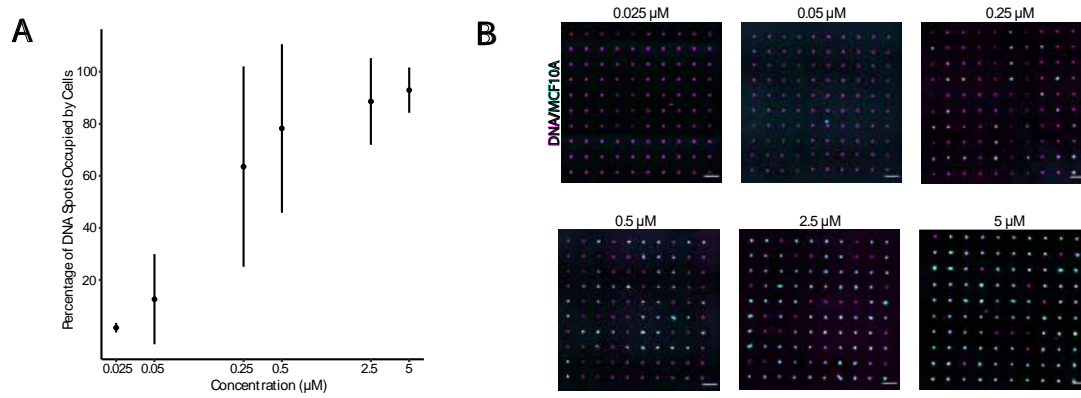 A
Percentage of DNA Spots Occupied by Cells
100
80
60
40
20
0.025 0.05 0.25 0.5 2.5 5
Concentration (µM)
B
DNA/MCF10A
0.025 µM 0.05 µM 0.25 µM
0.5 µM 2.5 µM 5 µM